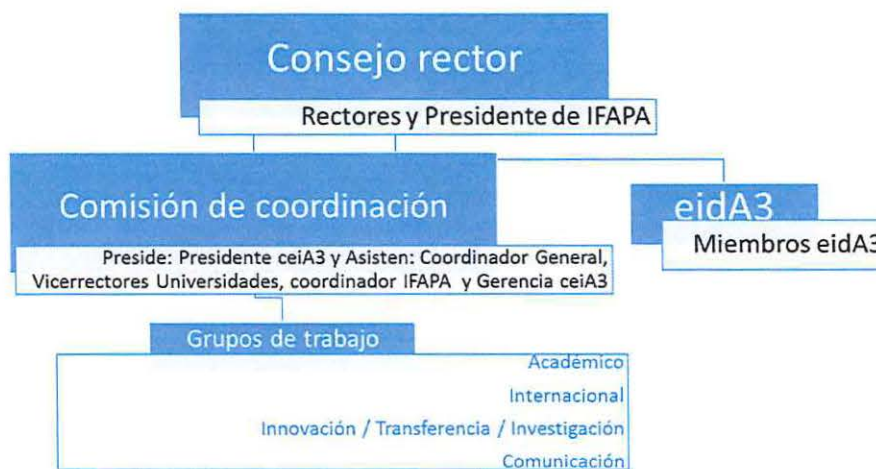 Consejo rector
Rectores y Presidente de IFAPA
Comisión de coordinación
Preside: Presidente ceiA3 y Asisten: Coordinador General,
Vicerrectores Universidades, coordinador IFAPA y Gerencia ceiA3
eidA3
Miembros eidA3
Grupos de trabajo
Académico
Internacional
Innovación / Transferencia / Investigación
Comunicación